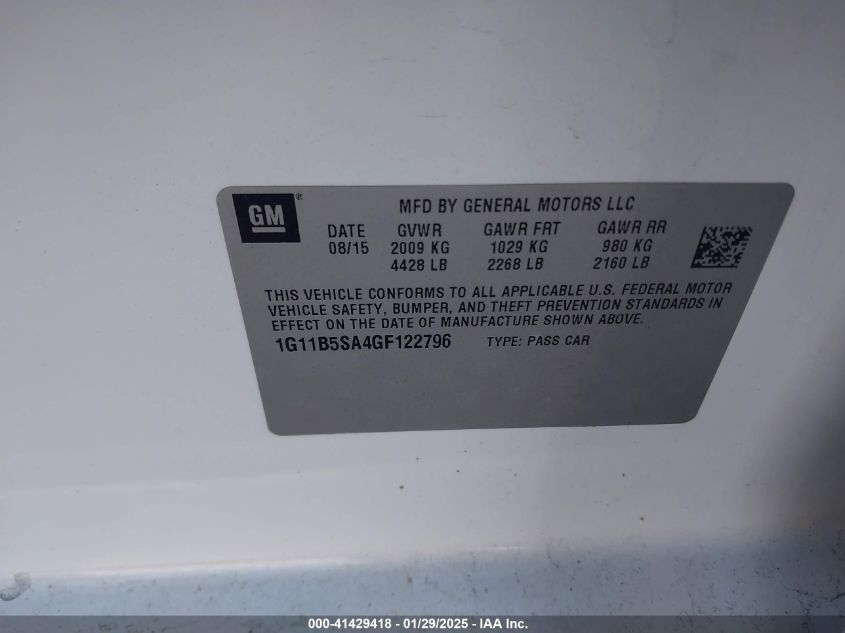 GM ®
MFD BY GENERAL MOTORS LLC
DATE GVWR GAWR FRT GAWR RR
08/15 2009 KG 1029 KG 980 KG
4428 LB 2268 LB 2160 LB
THIS VEHICLE CONFORMS TO ALL APPLICABLE U.S. FEDERAL MOTOR
VEHICLE SAFETY, BUMPER, AND THEFT PREVENTION STANDARDS IN
EFFECT ON THE DATE OF MANUFACTURE SHOWN ABOVE.
1G11B5SA4GF122796 TYPE: PASS CAR
000-41429418 - 01/29/2025 - IAA Inc.